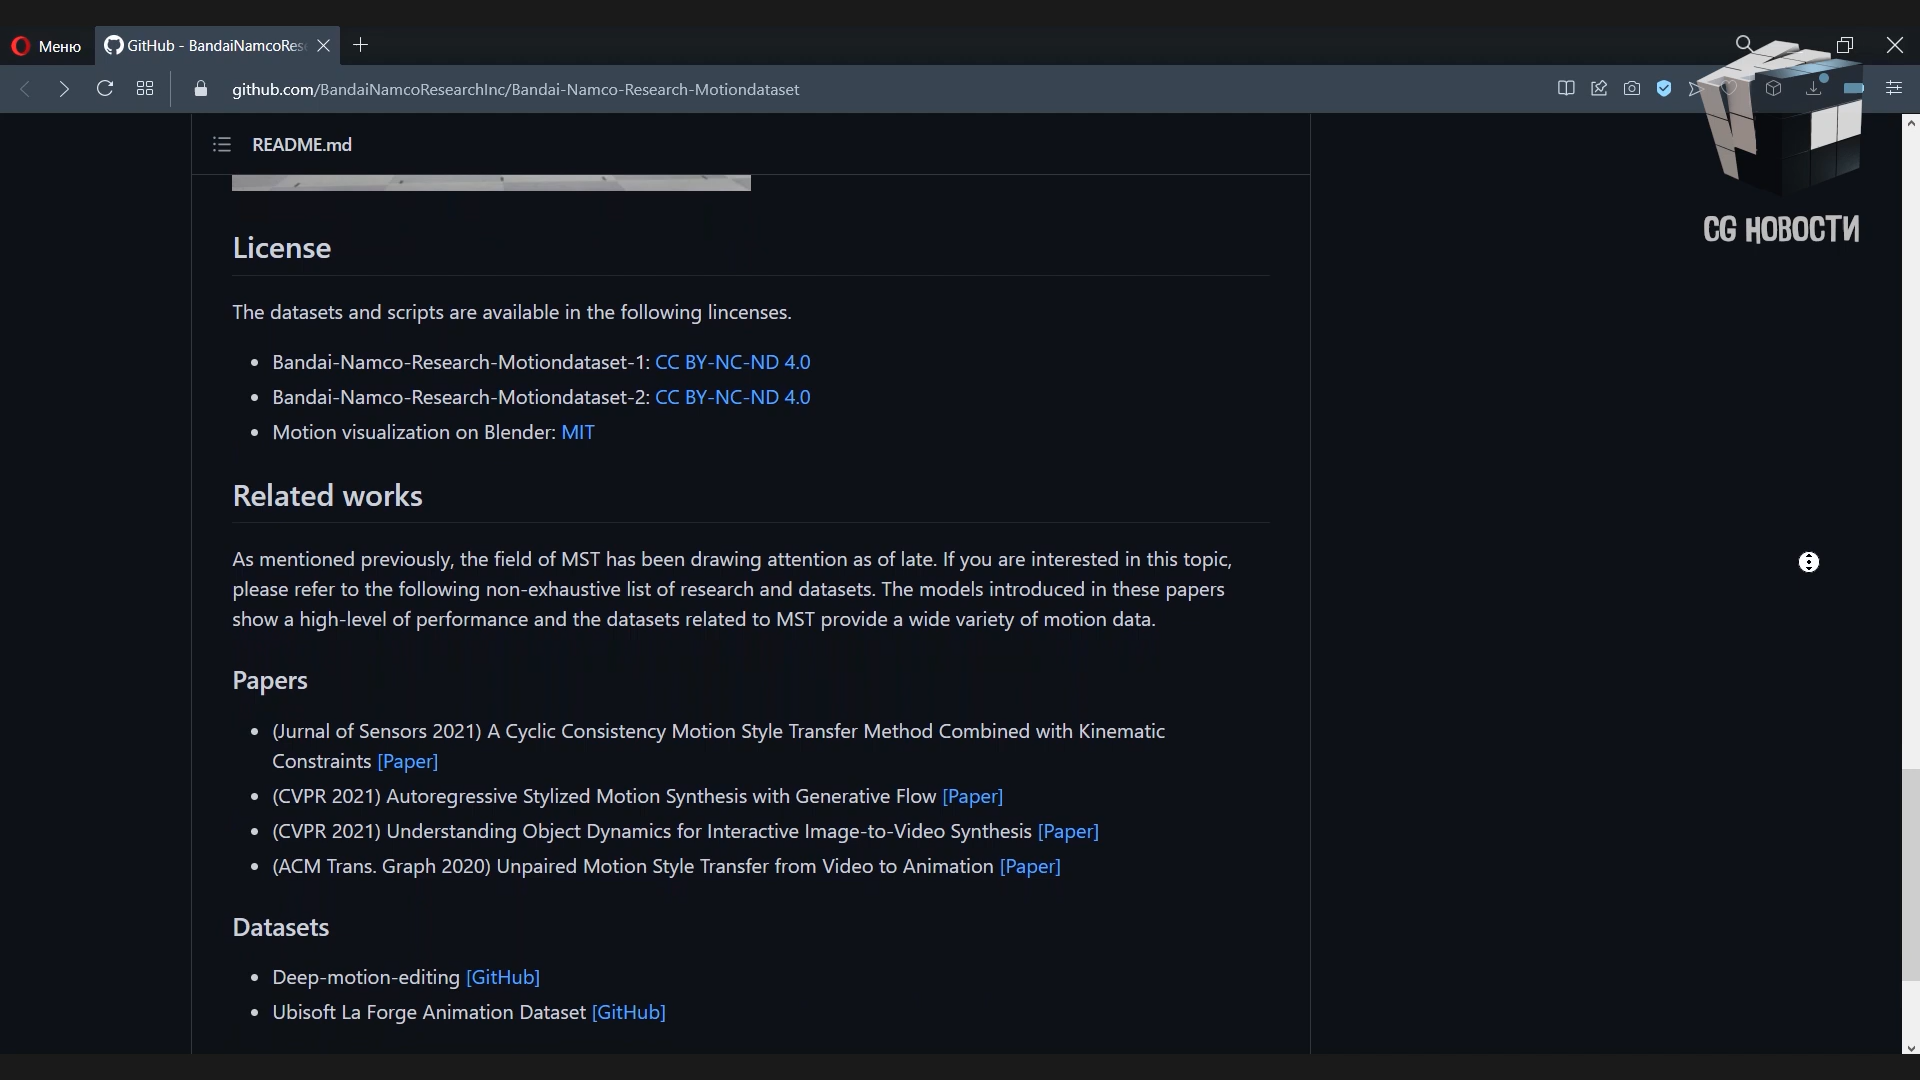 Меню
GitHub - BandaiNamcoRes
github.com/BandaiNamcoResearchInc/Bandai-Namco-Research-Motiondataset
README.md
CG НОВОСТИ
License
The datasets and scripts are available in the following lincenses.
Bandai-Namco-Research-Motiondataset-1: CC BY-NC-ND 4.0
Bandai-Namco-Research-Motiondataset-2: CC BY-NC-ND 4.0
Motion visualization on Blender: MIT
Related works
As mentioned previously, the field of MST has been drawing attention as of late. If you are interested in this topic,
please refer to the following non-exhaustive list of research and datasets. The models introduced in these papers
show a high-level of performance and the datasets related to MST provide a wide variety of motion data.
Papers
(Jurnal of Sensors 2021) A Cyclic Consistency Motion Style Transfer Method Combined with Kinematic
Constraints [Paper]
(CVPR 2021) Autoregressive Stylized Motion Synthesis with Generative Flow [Paper]
(CVPR 2021) Understanding Object Dynamics for Interactive Image-to-Video Synthesis [Paper]
(ACM Trans. Graph 2020) Unpaired Motion Style Transfer from Video to Animation [Paper]
Datasets
Deep-motion-editing [GitHub]
Ubisoft La Forge Animation Dataset [GitHub]